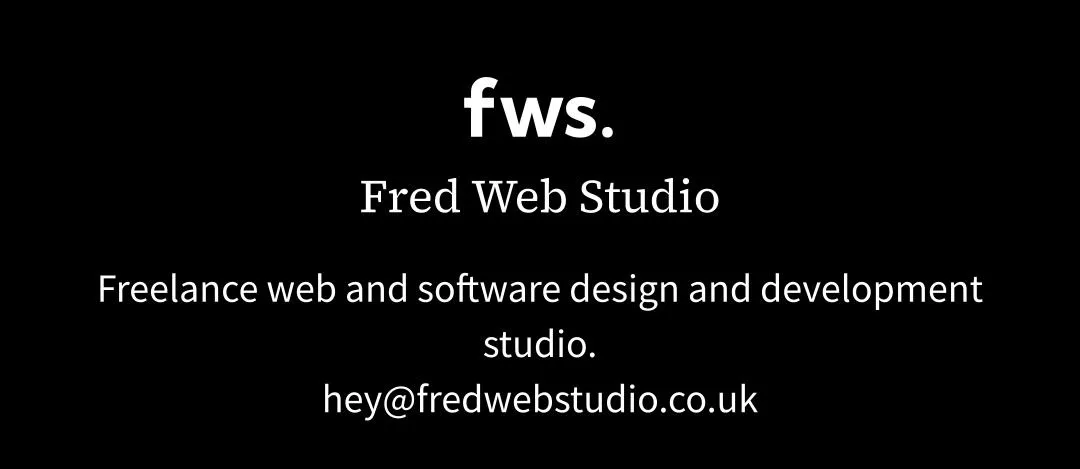 fws.
Fred Web Studio
Freelance web and software design and development
studio.
hey@fredwebstudio.co.uk